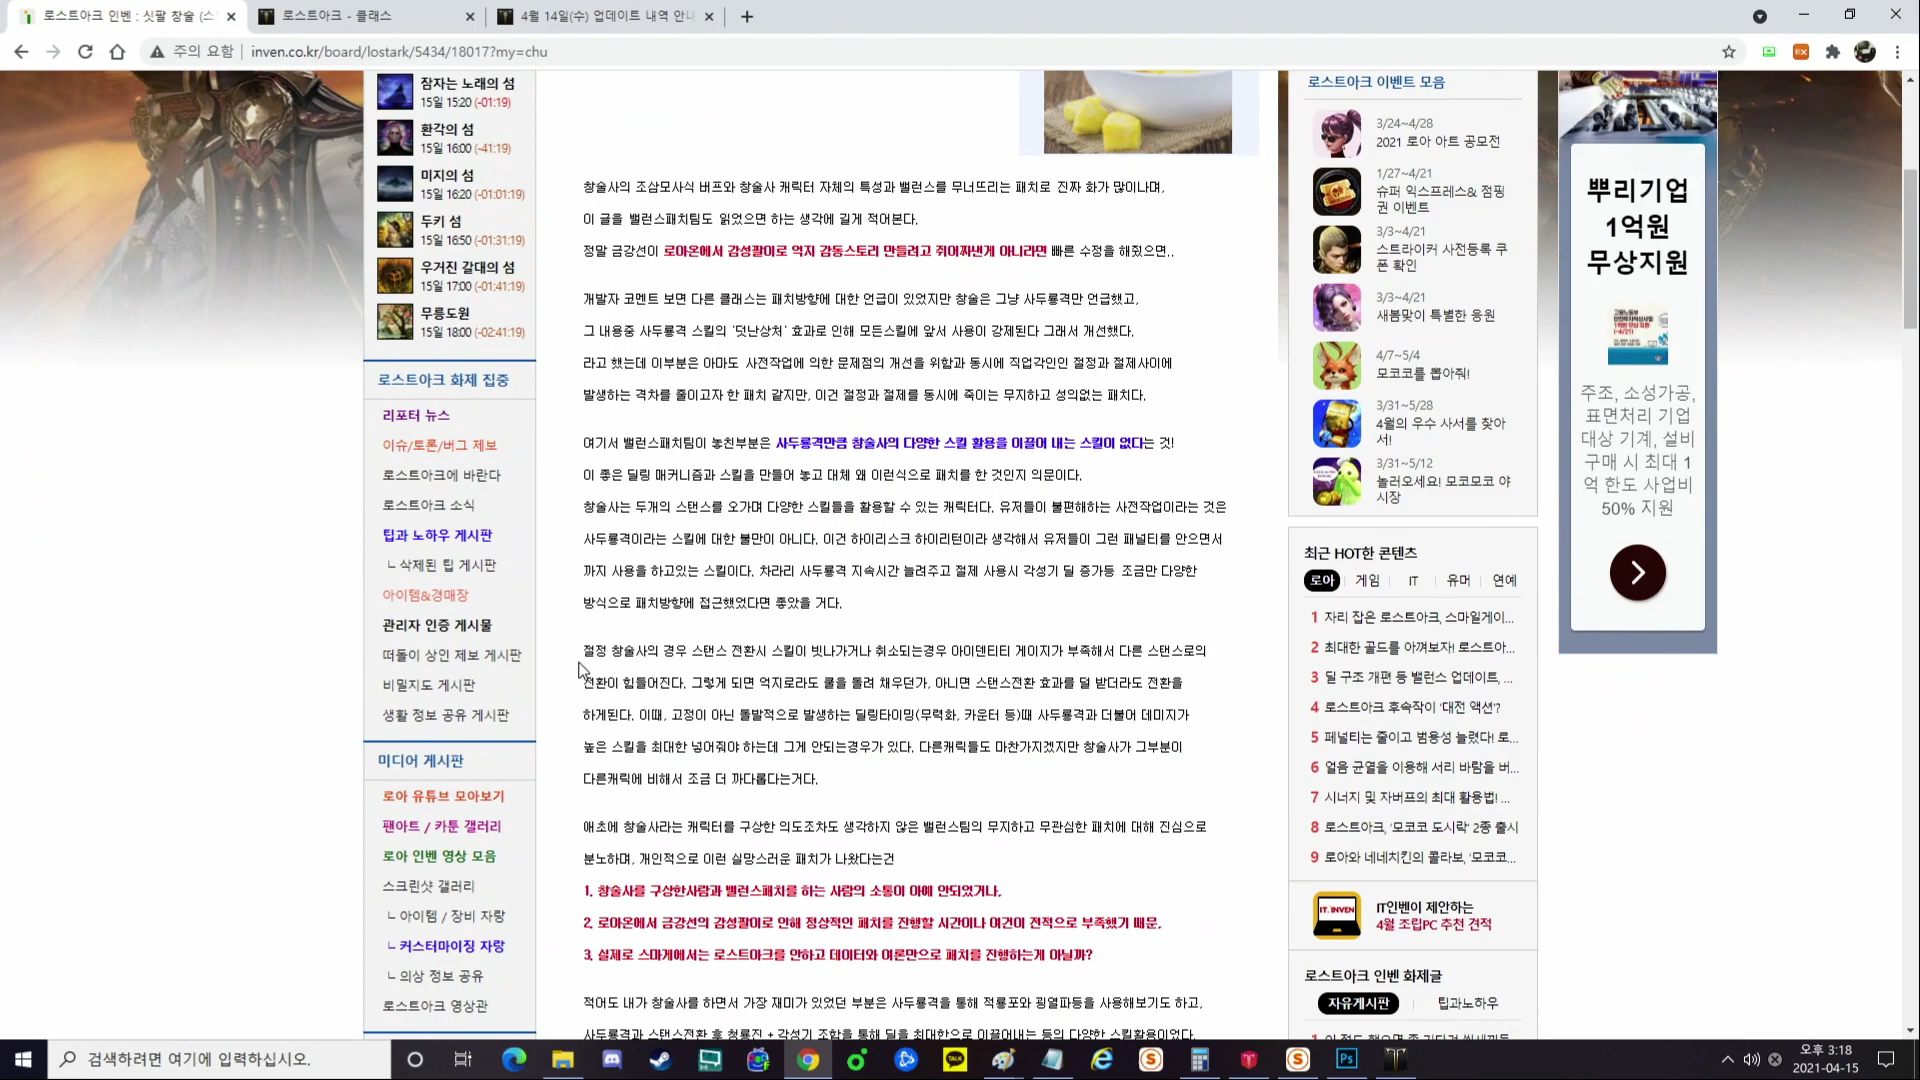 로스트아크 인벤 : 싯팔 창술 (스
로스트아크 - 클래스
4월 14일(수) 업데이트 내역 안내
주의 요함
inven.co.kr/board/lostark/5434/18017?my=chu
잠자는 노래의 섬
15일 15:20 (-01:19)
환각의 섬
15일 16:00 (-41:19)
미지의 섬
15일 16:20 (-01:01:19)
두키 섬
15일 16:50 (-01:31:19)
우거진 갈대의 섬
15일 17:00 (-01:41:19)
무릉도원
15일 18:00 (-02:41:19)
로스트아크 화제 집중
리포터 뉴스
이슈/토론/버그 제보
로스트아크에 바란다
로스트아크 소식
팁과 노하우 게시판
ㄴ삭제된 팁 게시판
아이템&경매장
관리자 인증 게시물
떠돌이 상인 제보 게시판
비밀지도 게시판
생활 정보 공유 게시판
미디어 게시판
로아 유튜브 모아보기
팬아트 / 카툰 갤러리
로아 인벤 영상 모음
스크린샷 갤러리
ㄴ아이템 / 장비 자랑
ㄴ커스터마이징 자랑
ㄴ의상 정보 공유
로스트아크 영상관
창술사의 조삼모사식 버프와 창술사 캐릭터 자체의 특성과 밸런스를 무너뜨리는 패치로 진짜 화가 많이나며,
이 글을 밸런스패치팀도 읽었으면 하는 생각에 길게 적어본다.
정말 금강선이 로아온에서 감성팔이로 억지 감동스토리 만들려고 쥐어짜낸게 아니라면 빠른 수정을 해줬으면..
개발자 코멘트 보면 다른 클래스는 패치방향에 대한 언급이 있었지만 창술은 그냥 사두룡격만 언급했고,
그 내용중 사두룡격 스킬의 '덧난상처' 효과로 인해 모든스킬에 앞서 사용이 강제된다 그래서 개선했다.
라고 했는데 이부분은 아마도 사전작업에 의한 문제점의 개선을 위함과 동시에 직업각인인 절정과 절제사이에
발생하는 격차를 줄이고자 한 패치 같지만, 이건 절정과 절제를 동시에 죽이는 무지하고 성의없는 패치다.
여기서 밸런스패치팀이 놓친부분은 사두룡격만큼 창술사의 다양한 스킬 활용을 이끌어 내는 스킬이 없다는 것!
이 좋은 딜링 매커니즘과 스킬을 만들어 놓고 대체 왜 이런식으로 패치를 한 것인지 의문이다.
창술사는 두개의 스탠스를 오가며 다양한 스킬들을 활용할 수 있는 캐릭터다. 유저들이 불편해하는 사전작업이라는 것은
사두룡격이라는 스킬에 대한 불만이 아니다. 이건 하이리스크 하이리턴이라 생각해서 유저들이 그런 패널티를 안으면서
까지 사용을 하고있는 스킬이다. 차라리 사두룡격 지속시간 늘려주고 절제 사용시 각성기 딜 증가등 조금만 다양한
방식으로 패치방향에 접근했었다면 좋았을 거다.
절정 창술사의 경우 스탠스 전환시 스킬이 빗나가거나 취소되는경우 아이덴티티 게이지가 부족해서 다른 스탠스로의
전환이 힘들어진다. 그렇게 되면 억지로라도 쿨을 돌려 채우던가, 아니면 스탠스전환 효과를 덜 받더라도 전환을
하게된다. 이때, 고정이 아닌 돌발적으로 발생하는 딜링타이밍(무력화, 카운터 등)때 사두룡격과 더불어 데미지가
높은 스킬을 최대한 넣어줘야 하는데 그게 안되는경우가 있다. 다른캐릭들도 마찬가지겠지만 창술사가 그부분이
다른캐릭에 비해서 조금 더 까다롭다는거다.
애초에 창술사라는 캐릭터를 구상한 의도조차도 생각하지 않은 밸런스팀의 무지하고 무관심한 패치에 대해 진심으로
분노하며, 개인적으로 이런 실망스러운 패치가 나왔다는건
1. 창술사를 구상한사람과 밸런스패치를 하는 사람의 소통이 아예 안되었거나,
2. 로아온에서 금강선의 감성팔이로 인해 정상적인 패치를 진행할 시간이나 여건이 전적으로 부족했기 때문,
3. 실제로 스마게에서는 로스트아크를 안하고 데이터와 여론만으로 패치를 진행하는게 아닐까?
적어도 내가 창술사를 하면서 가장 재미가 있었던 부분은 사두룡격을 통해 적룡포와 굉열파등을 사용해보기도 하고,
사두룡격과 스탠스전환 후 청룡진 + 각성기 조합을 통해 딜을 최대한으로 이끌어내는 등의 다양한 스킬활용이었다.
로스트아크 이벤트 모음
3/24~4/28
2021 로아 아트 공모전
1/27~4/21
슈퍼 익스프레스& 점핑
권 이벤트
3/3~4/21
스트라이커 사전등록 쿠
폰 확인
3/3~4/21
새봄맞이 특별한 응원
4/7~5/4
모코코를 뽑아줘!
3/31~5/28
4월의 우수 사서를 찾아
서!
3/31~5/12
놀러오세요! 모코모코 야
시장
최근 HOT한 콘텐츠
로아 게임 IT 유머 연예
1 자리 잡은 로스트아크, 스마일게이...
2 최대한 골드를 아껴보자! 로스트아...
3 딜 구조 개편 등 밸런스 업데이트, ...
4 로스트아크 후속작이 '대전 액션'?
5 페널티는 줄이고 범용성 늘렸다! 로...
6 얼음 균열을 이용해 서리 바람을 버...
7 시너지 및 자버프의 최대 활용법! ...
8 로스트아크, '모코코 도시락' 2종 출시
9 로아와 네네치킨의 콜라보, '모코코...
IT. INVEN
IT인벤이 제안하는
4월 조립PC 추천 견적
로스트아크 인벤 화제글
자유게시판 팁과노하우
뿌리기업
1억원
무상지원
주조, 소성가공,
표면처리 기업
대상 기계, 설비
구매 시 최대 1
억 한도 사업비
50% 지원
검색하려면 여기에 입력하십시오.
TALK
Ps
오후 3:18
2021-04-15